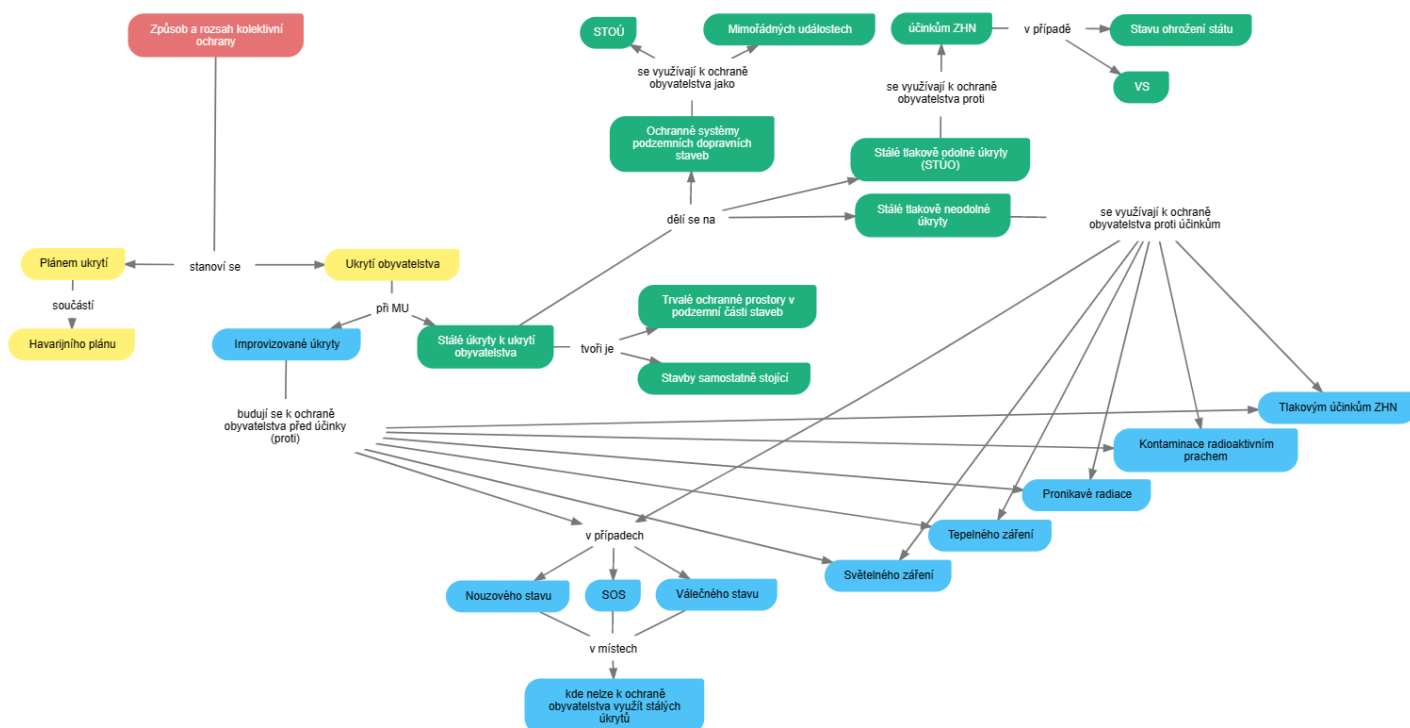 Způsob a rozsah kolektivní
ochrany
STOÚ
Mimořádných událostech
účinkům ZHN
v případě
Stavu ohrožení státu
VS
se využívají k ochraně
obyvatelstva jako
se využívají k ochraně
obyvatelstva proti
Ochranné systémy
podzemních dopravních
staveb
Stálé tlakově odolné úkryty
(STÚO)
dělí se na
Stálé tlakově neodolné
úkryty
se využívají k ochraně
obyvatelstva proti účinkům
Plánem ukrytí
stanoví se
Ukrytí obyvatelstva
součástí
při MU
Havarijního plánu
Improvizované úkryty
Stálé úkryty k ukrytí
obyvatelstva
tvoři je
Trvalé ochranné prostory v
podzemní části staveb
Stavby samostatně stojící
budují se k ochraně
obyvatelstva před účinky
(proti)
Tlakovým účinkům ZHN
Kontaminace radioaktivním
prachem
Pronikavé radiace
Tepelného záření
Světelného záření
v případech
Nouzového stavu
SOS
Válečného stavu
v místech
kde nelze k ochraně
obyvatelstva využít stálých
úkrytů